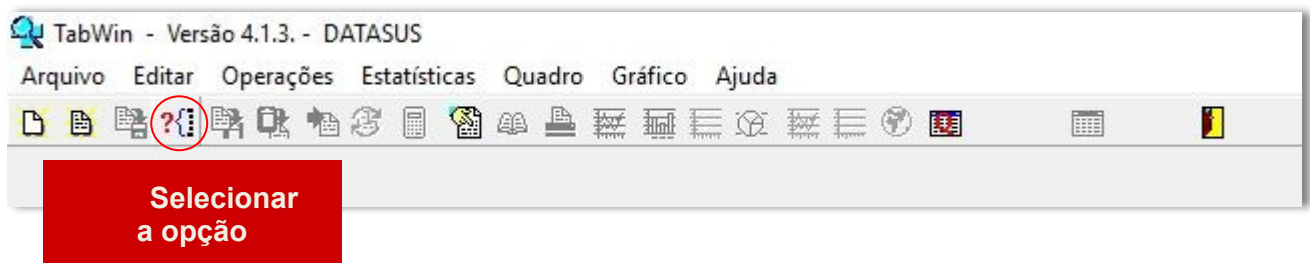 TabWin - Versão 4.1.3. - DATASUS
Arquivo Editar Operações Estatísticas Quadro Gráfico Ajuda
?{
Selecionar
a opção